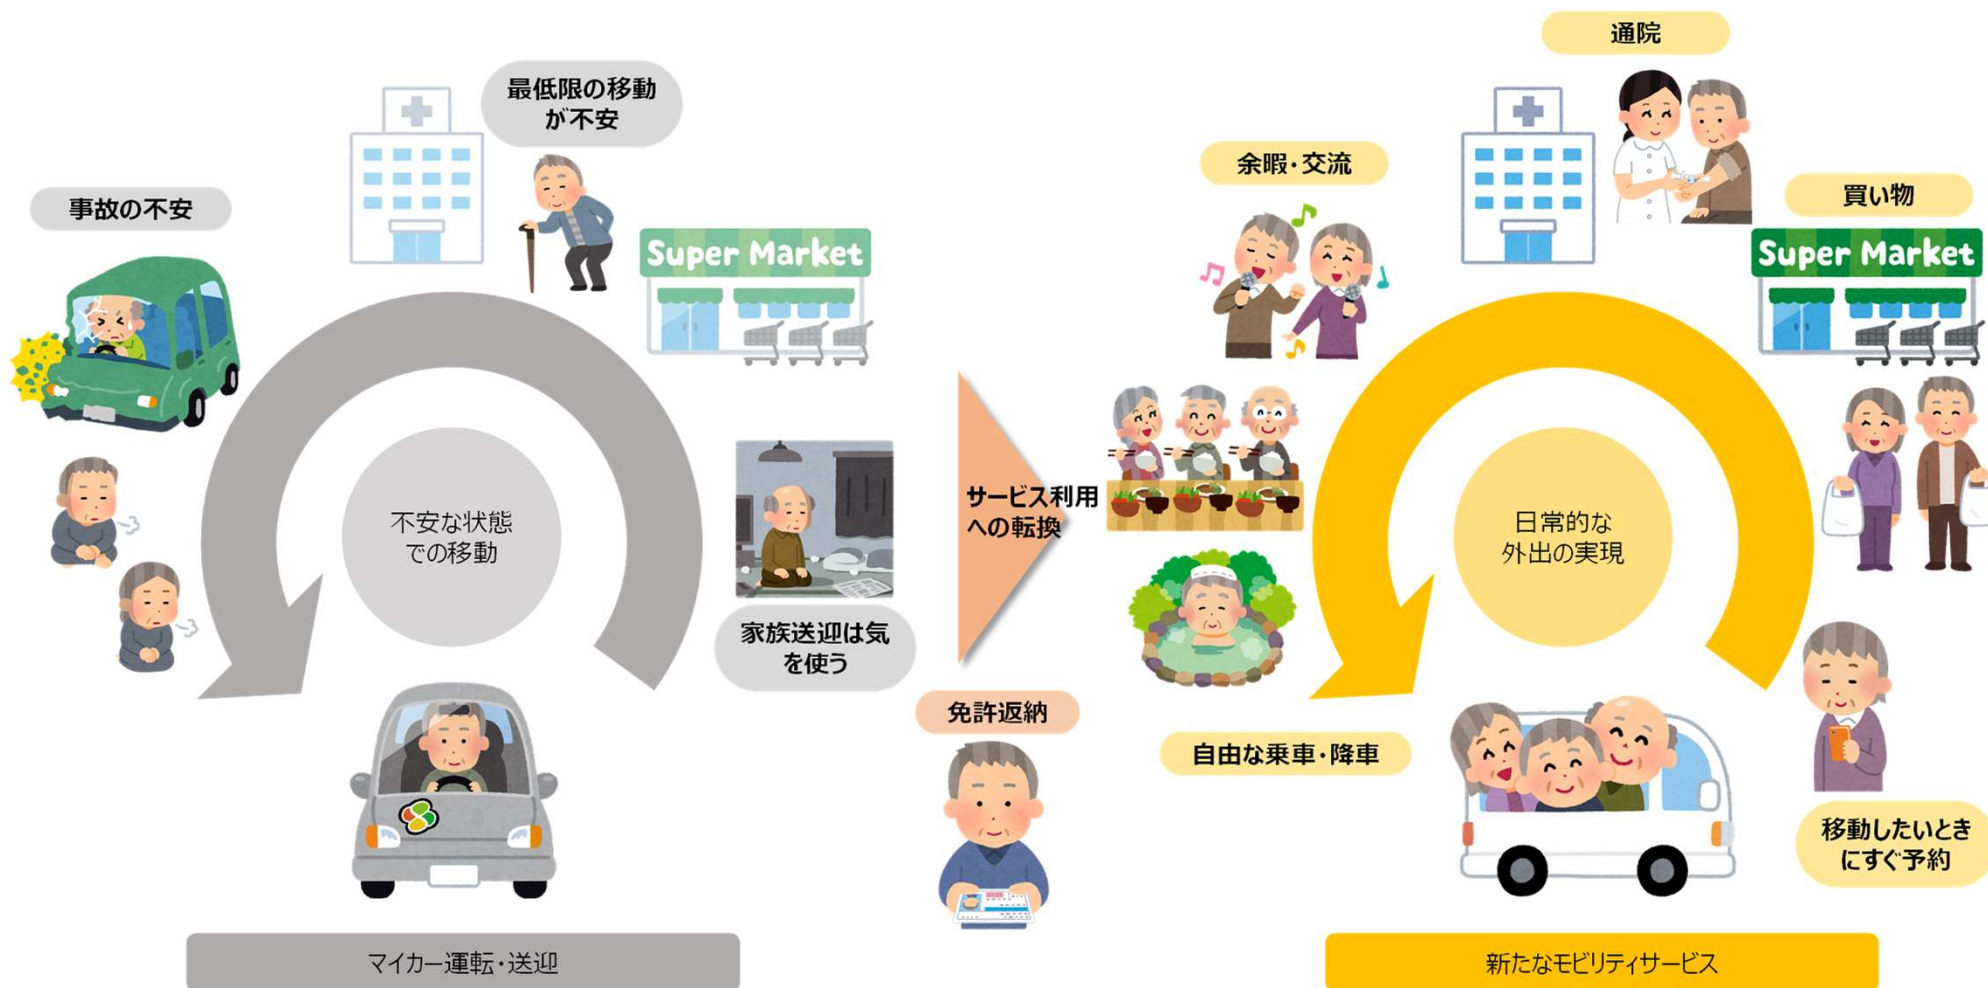 最低限の移動
が不安
事故の不安
Super Market
不安な状態
での移動
家族送迎は気
を使う
マイカー運転・送迎
サービス利用
への転換
免許返納
通院
余暇・交流
買い物
Super Market
日常的な
外出の実現
自由な乗車・降車
移動したいとき
にすぐ予約
新たなモビリティサービス